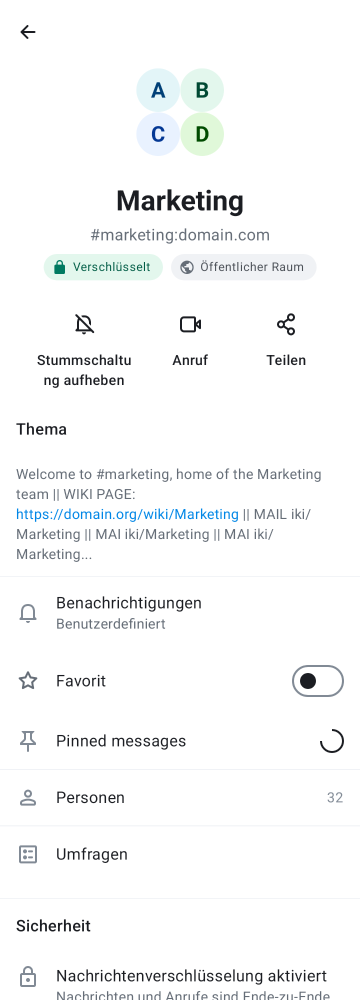 A
B
C
D
Marketing
#marketing:domain.com
Verschlüsselt
Öffentlicher Raum
Stummschaltu
ng aufheben
Anruf
Teilen
Thema
Welcome to #marketing, home of the Marketing
team || WIKI PAGE:
https://domain.org/wiki/Marketing || MAIL iki/
Marketing || MAI iki/Marketing || MAI iki/
Marketing...
Benachrichtigungen
Benutzerdefiniert
Favorit
Pinned messages
Personen
32
Umfragen
Sicherheit
Nachrichtenverschlüsselung aktiviert
Nachrichten und Anrufe sind Ende-zu-Ende